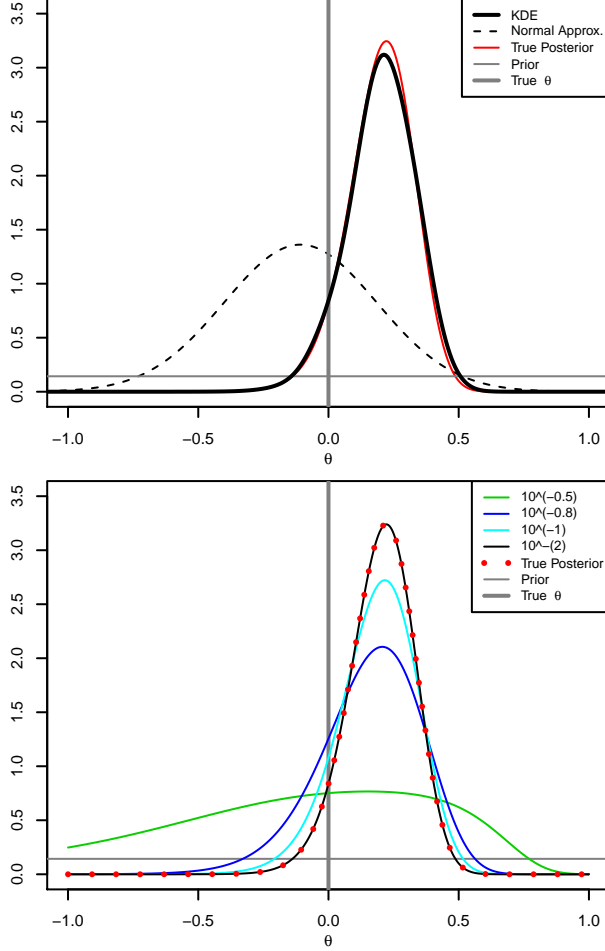 3.5
3.0
2.5
2.0
1.5
1.0
0.5
0.0
KDE
Normal Approx.
True Posterior
Prior
True θ
−1.0 −0.5 0.0 0.5 1.0
θ
3.5
3.0
2.5
2.0
1.5
1.0
0.5
0.0
10^(−0.5)
10^(−0.8)
10^(−1)
10^−(2)
True Posterior
Prior
True θ
−1.0 −0.5 0.0 0.5 1.0
θ